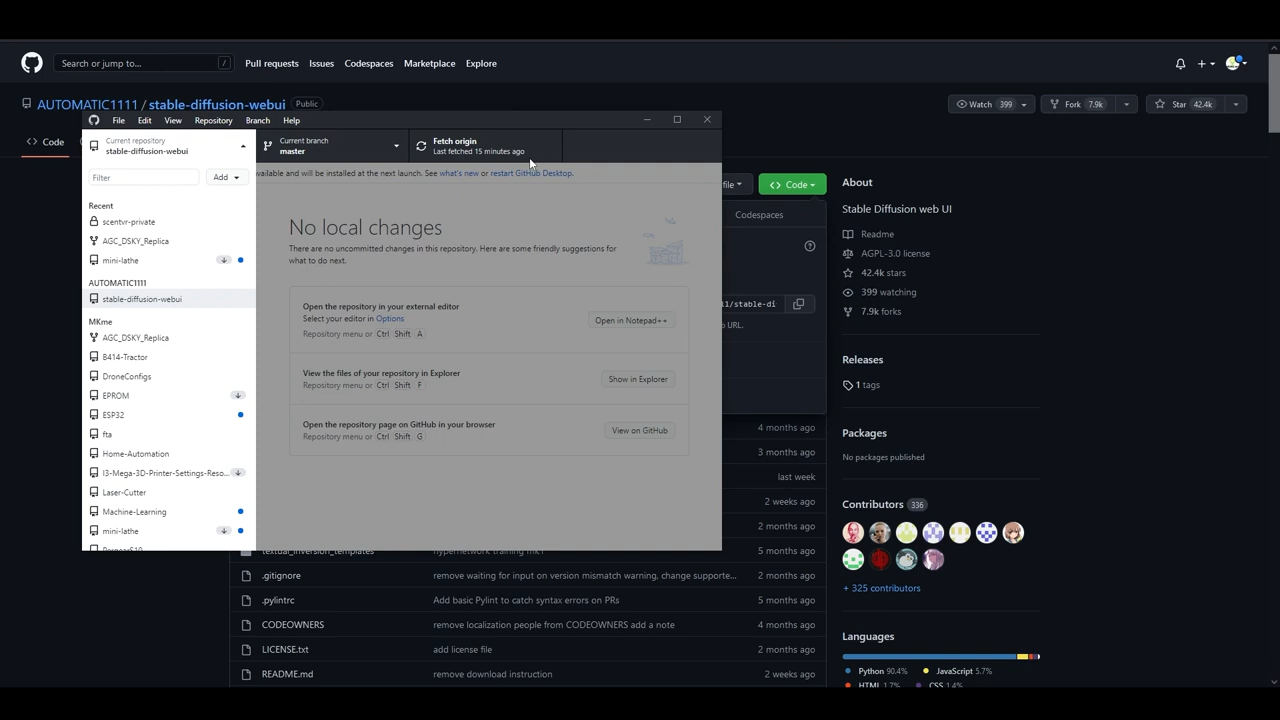 Search or jump to...
/
Pull requests
Issues
Codespaces
Marketplace
Explore
AUTOMATIC1111 / stable-diffusion-webui
Public
Watch 399
Fork 7.9k
Star 42.4k
Code
File
Edit
View
Repository
Branch
Help
Current repository
stable-diffusion-webui
Current branch
master
Fetch origin
Last fetched 15 minutes ago
Filter
Add
available and will be installed at the next launch. See what's new or restart GitHub Desktop.
Recent
scentvr-private
AGC_DSKY_Replica
mini-lathe
AUTOMATIC1111
stable-diffusion-webui
MKme
AGC_DSKY_Replica
B414-Tractor
DroneConfigs
EPROM
ESP32
fta
Home-Automation
I3-Mega-3D-Printer-Settings-Reso...
Laser-Cutter
Machine-Learning
mini-lathe
No local changes
There are no uncommitted changes in this repository. Here are some friendly suggestions for
what to do next.
Open the repository in your external editor
Select your editor in Options
Repository menu or Ctrl Shift A
Open in Notepad++
View the files of your repository in Explorer
Repository menu or Ctrl Shift F
Show in Explorer
Open the repository page on GitHub in your browser
Repository menu or Ctrl Shift G
View on GitHub
file
Code
Codespaces
l1/stable-di
URL.
4 months ago
3 months ago
last week
2 weeks ago
2 months ago
textual_inversion_templates
hypernetwork training mk1
5 months ago
.gitignore
remove waiting for input on version mismatch warning, change supporte...
2 months ago
.pylintrc
Add basic Pylint to catch syntax errors on PRs
5 months ago
CODEOWNERS
remove localization people from CODEOWNERS add a note
4 months ago
LICENSE.txt
add license file
2 months ago
README.md
remove download instruction
2 weeks ago
About
Stable Diffusion web UI
Readme
AGPL-3.0 license
42.4k stars
399 watching
7.9k forks
Releases
1 tags
Packages
No packages published
Contributors 336
+ 325 contributors
Languages
Python 90.4%
JavaScript 5.7%
HTML 1.7%
CSS 1.4%